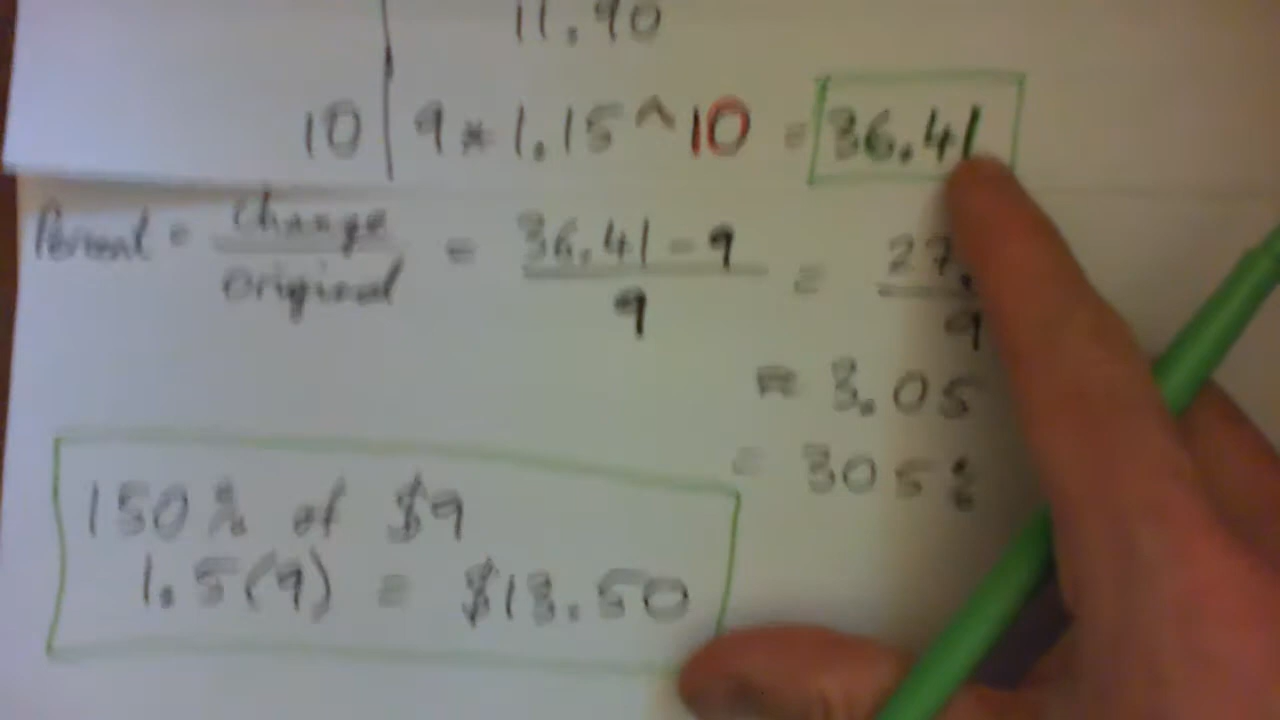 11.90
10 9 * 1.15 ^ 10 = 36.41
Percent = change / original = 36.41 - 9 / 9 = 27. / 9
= 3.05
= 305%
150% of $9
1.5(9) = $13.50